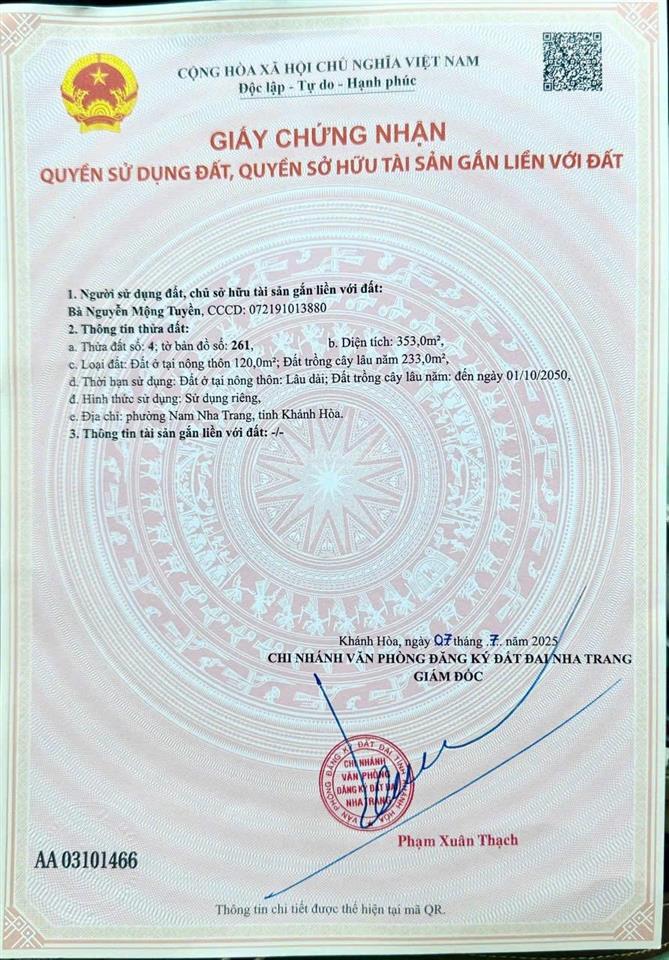 CỘNG HÒA XÃ HỘI CHỦ NGHĨA VIỆT NAM
Độc lập - Tự do - Hạnh phúc
GIẤY CHỨNG NHẬN
QUYỀN SỬ DỤNG ĐẤT, QUYỀN SỞ HỮU TÀI SẢN GẮN LIỀN VỚI ĐẤT
1. Người sử dụng đất, chủ sở hữu tài sản gắn liền với đất:
Bà Nguyễn Mộng Tuyền, CCCD: 072191013880
2. Thông tin thửa đất:
a. Thửa đất số: 4; tờ bản đồ số: 261, b. Diện tích: 353,0m²,
c. Loại đất: Đất ở tại nông thôn 120,0m²; Đất trồng cây lâu năm 233,0m²,
d. Thời hạn sử dụng: Đất ở tại nông thôn: Lâu dài; Đất trồng cây lâu năm: đến ngày 01/10/2050,
đ. Hình thức sử dụng: Sử dụng riêng,
e. Địa chỉ: phường Nam Nha Trang, tỉnh Khánh Hòa.
3. Thông tin tài sản gắn liền với đất: -/-
Khánh Hòa, ngày 07 tháng .7. năm 2025
CHI NHÁNH VĂN PHÒNG ĐĂNG KÝ ĐẤT ĐAI NHA TRANG
GIÁM ĐỐC
VĂN PHÒNG ĐĂNG KÝ ĐẤT ĐAI TỈNH KHÁNH HÒA
CHI NHÁNH
VĂN PHÒNG
ĐĂNG KÝ ĐẤT ĐAI
NHA TRANG
Phạm Xuân Thạch
AA 03101466
Thông tin chi tiết được thể hiện tại mã QR.